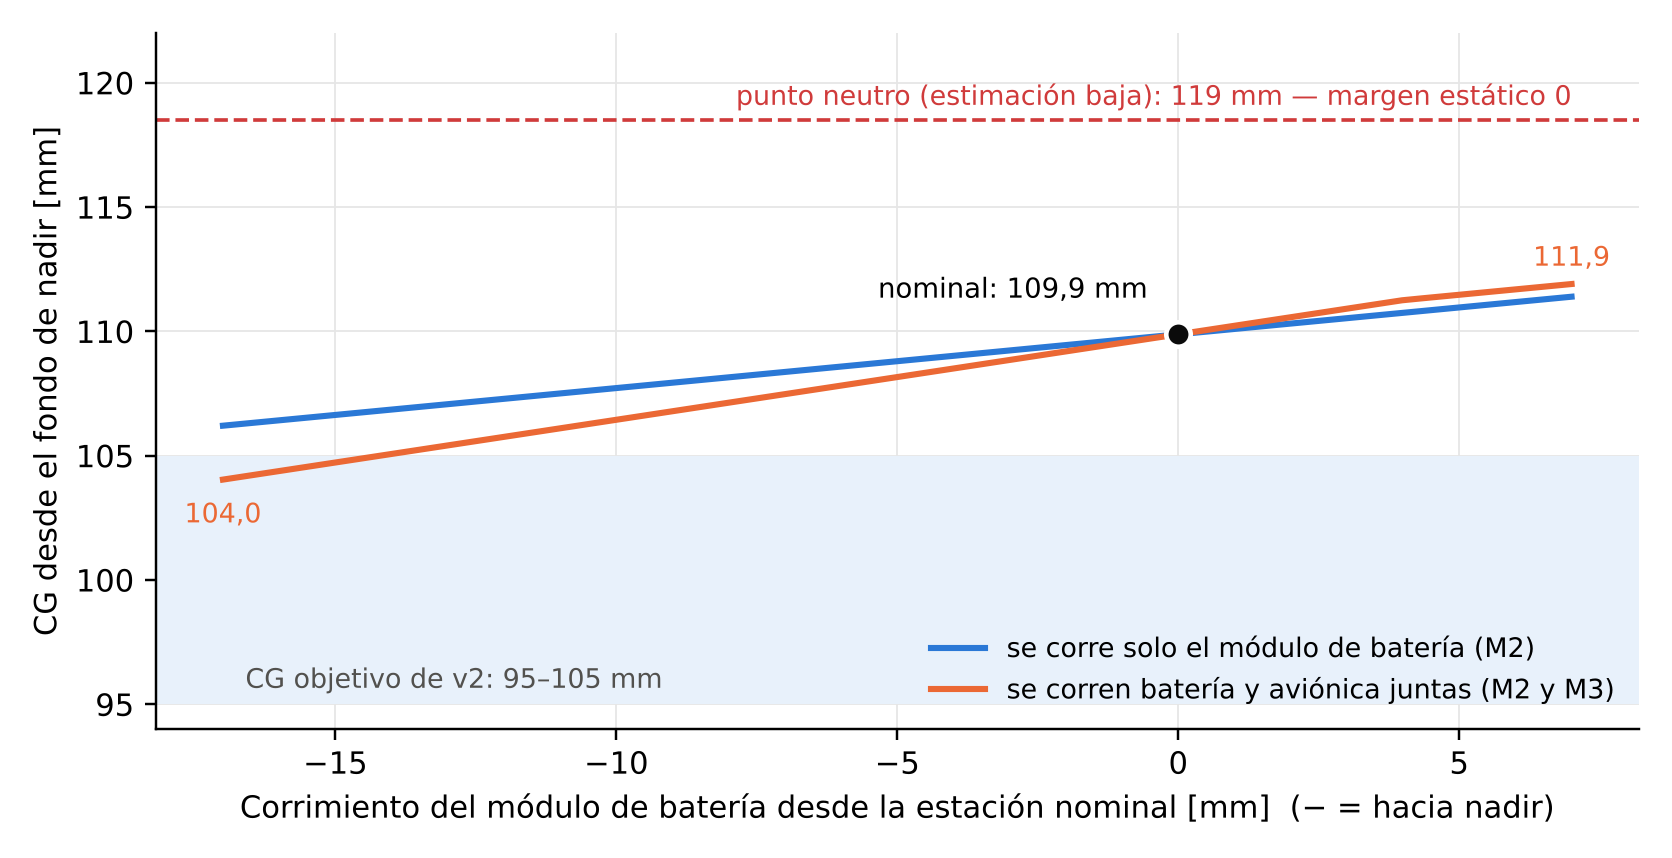 CG desde el fondo de nadir [mm]
120
115
110
105
100
95
punto neutro (estimación baja): 119 mm — margen estático 0
111,9
nominal: 109,9 mm
104,0
CG objetivo de v2: 95–105 mm
se corre solo el módulo de batería (M2)
se corren batería y aviónica juntas (M2 y M3)
−15
−10
−5
0
5
Corrimiento del módulo de batería desde la estación nominal [mm]  (− = hacia nadir)